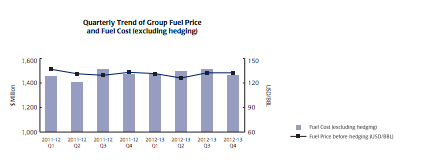 Quarterly Trend of Group Fuel Price
and Fuel Cost (excluding hedging)
$ Million
1,600
1,400
1,200
1,000
150
120
90
60
USD/BBL
2011-12 2011-12 2011-12 2011-12 2012-13 2012-13 2012-13 2012-13
Q1 Q2 Q3 Q4 Q1 Q2 Q3 Q4
Fuel Cost (excluding hedging)
Fuel Price before hedging (USD/BBL)